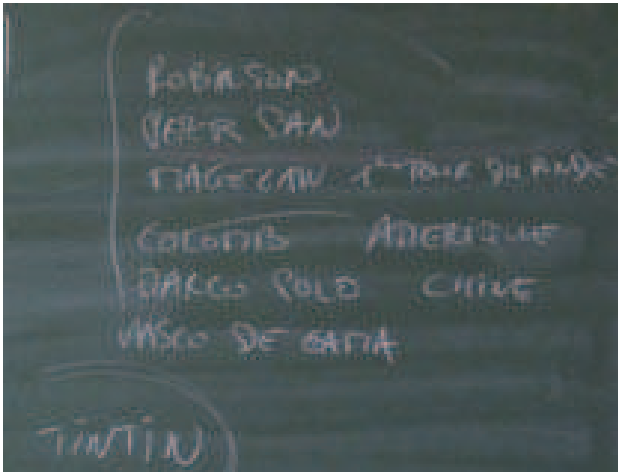 ROBINSON
PETER PAN
MAGELLAN 1er TOUR DU MONDE
COLOMB AMERIQUE
MARCO POLO CHINE
VASCO DE GAMA
TINTIN